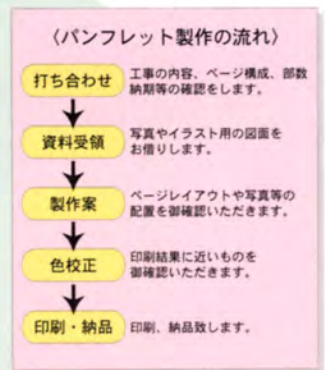 〈パンフレット製作の流れ〉
打ち合わせ
工事の内容、ページ構成、部数
納期等の確認をします。
資料受領
写真やイラスト用の図面を
お借りします。
製作案
ページレイアウトや写真等の
配置を御確認いただきます。
色校正
印刷結果に近いものを
御確認いただきます。
印刷・納品
印刷、納品致します。